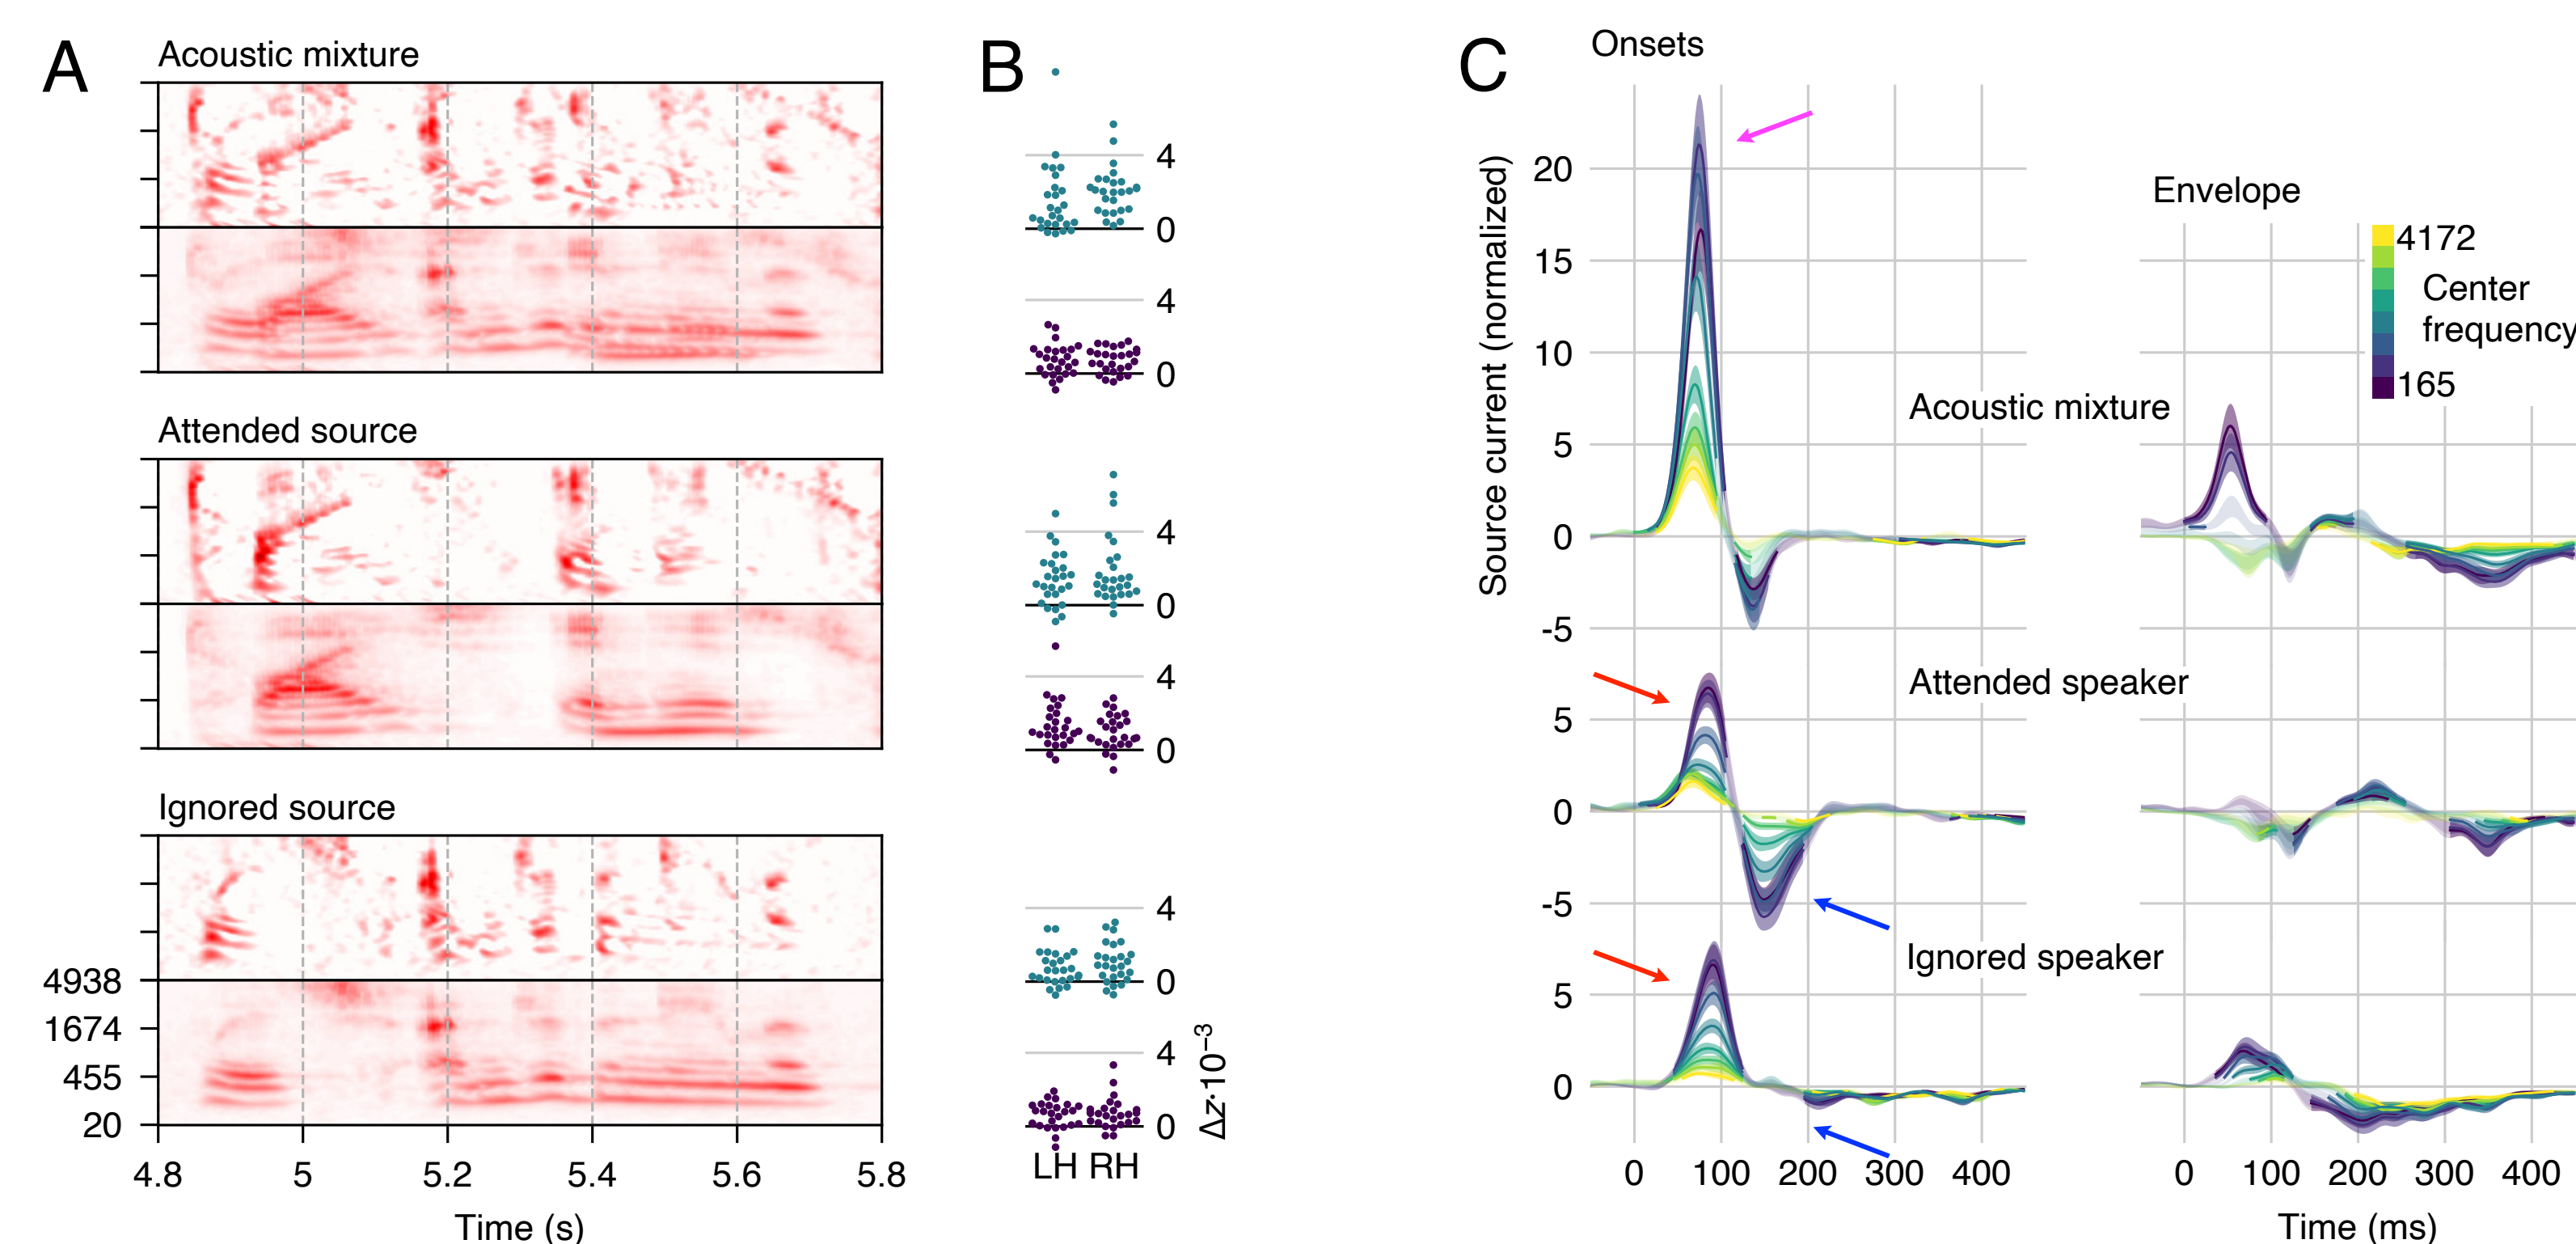 A
Acoustic mixture
Attended source
Ignored source
4938
1674
455
20
4.8 5 5.2 5.4 5.6 5.8
Time (s)
B
4
0
4
0
4
0
4
0
4
0
4
0
Δz·10−3
LH RH
C
Onsets
Source current (normalized)
20
15
10
5
0
-5
5
0
-5
5
0
Acoustic mixture
Attended speaker
Ignored speaker
0 100 200 300 400
Envelope
4172
Center
frequency
165
0 100 200 300 400
Time (ms)